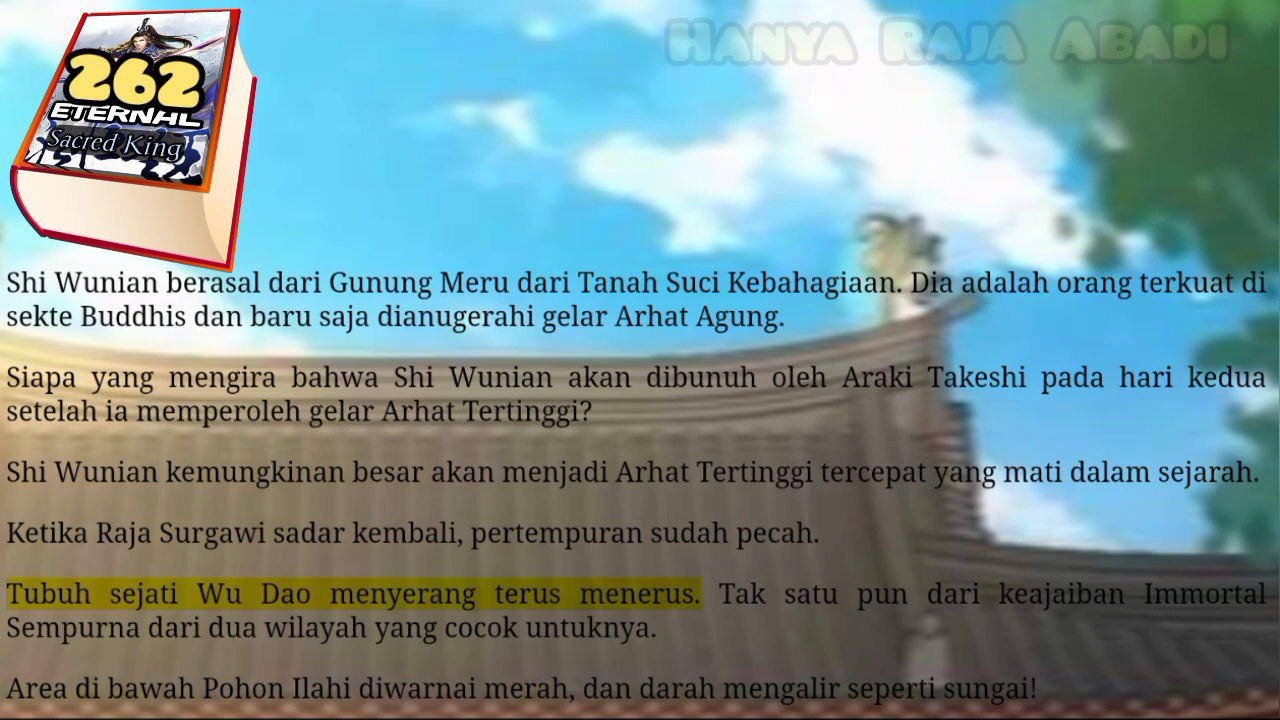 HANYA RAJA ABADI
262
ETERNAL
Sacred King
Shi Wunian berasal dari Gunung Meru dari Tanah Suci Kebahagiaan. Dia adalah orang terkuat di
sekte Buddhis dan baru saja dianugerahi gelar Arhat Agung.
Siapa yang mengira bahwa Shi Wunian akan dibunuh oleh Araki Takeshi pada hari kedua
setelah ia memperoleh gelar Arhat Tertinggi?
Shi Wunian kemungkinan besar akan menjadi Arhat Tertinggi tercepat yang mati dalam sejarah.
Ketika Raja Surgawi sadar kembali, pertempuran sudah pecah.
Tubuh sejati Wu Dao menyerang terus menerus. Tak satu pun dari keajaiban Immortal
Sempurna dari dua wilayah yang cocok untuknya.
Area di bawah Pohon Ilahi diwarnai merah, dan darah mengalir seperti sungai!